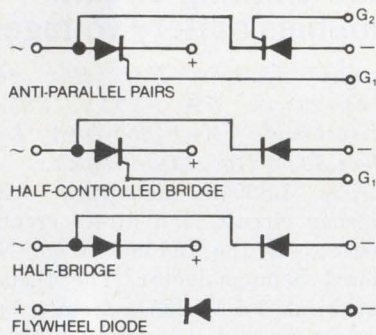 G₂
~
+
−
G₁
ANTI-PARALLEL PAIRS
~
+
−
HALF-CONTROLLED BRIDGE
G₁
~
+
−
HALF-BRIDGE
+
−
FLYWHEEL DIODE